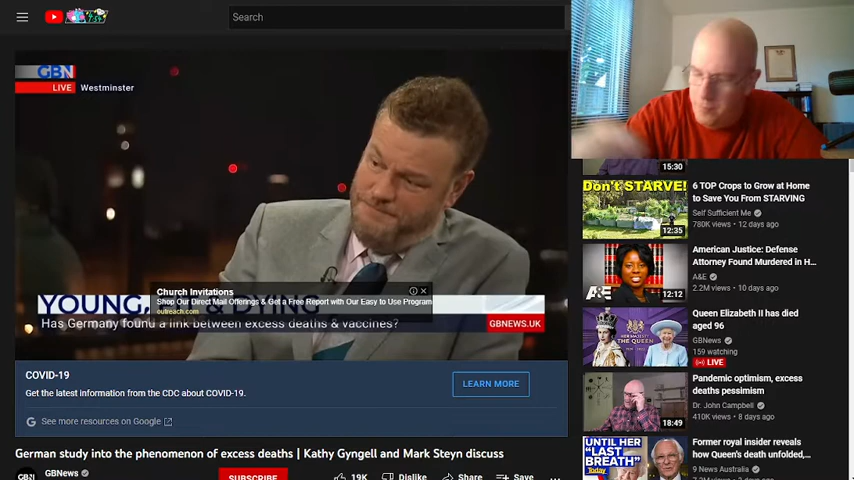 Search
GBN
LIVE Westminster
YOUNG,
DYING
Has Germany found a link between excess deaths & vaccines?
GBNEWS.UK
Church Invitations
Shop Our Direct Mail Offerings & Get a Free Report with Our Easy to Use Program
outreach.com
COVID-19
Get the latest information from the CDC about COVID-19.
LEARN MORE
See more resources on Google
German study into the phenomenon of excess deaths | Kathy Gyngell and Mark Steyn discuss
GBN
GBNews
SUBSCRIBE
19K
Dislike
Share
Save
15:30
Don't STARVE!
12:35
6 TOP Crops to Grow at Home
to Save You From STARVING
Self Sufficient Me
780K views • 12 days ago
A&E
12:12
American Justice: Defense
Attorney Found Murdered in H...
A&E
2.2M views • 10 days ago
Queen Elizabeth II has died
aged 96
GBNews
159 watching
LIVE
18:49
Pandemic optimism, excess
deaths pessimism
Dr. John Campbell
410K views • 8 days ago
UNTIL HER
"LAST
BREATH"
Today
Former royal insider reveals
how Queen's death unfolded,...
9 News Australia